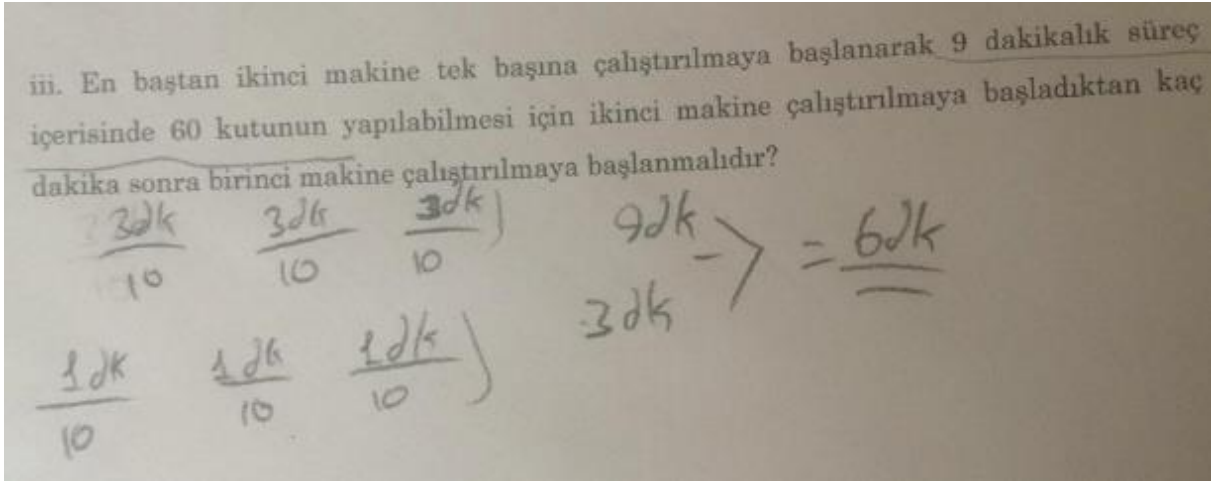 iii. En baştan ikinci makine tek başına çalıştırılmaya başlanarak 9 dakikalık süreç
içerisinde 60 kutunun yapılabilmesi için ikinci makine çalıştırılmaya başladıktan kaç
dakika sonra birinci makine çalıştırılmaya başlanmalıdır?
3dk 3dk 3dk) 9dk
10 10 10 -> = 6dk
1dk 1dk 1dk) 3dk
10 10 10